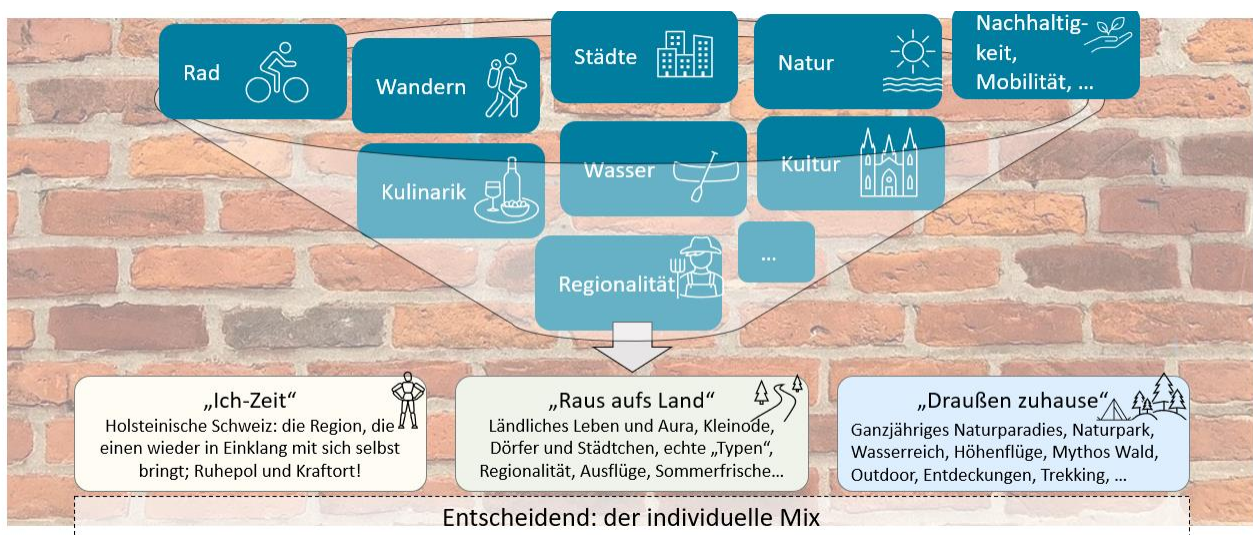 Rad
Wandern
Städte
Natur
Nachhaltig-
keit,
Mobilität, ...
Kulinarik
Wasser
Kultur
Regionalität
...
„Ich-Zeit“
Holsteinische Schweiz: die Region, die
einen wieder in Einklang mit sich selbst
bringt; Ruhepol und Kraftort!
„Raus aufs Land“
Ländliches Leben und Aura, Kleinode,
Dörfer und Städtchen, echte „Typen“,
Regionalität, Ausflüge, Sommerfrische…
„Draußen zuhause“
Ganzjähriges Naturparadies, Naturpark,
Wasserreich, Höhenflüge, Mythos Wald,
Outdoor, Entdeckungen, Trekking, …
Entscheidend: der individuelle Mix